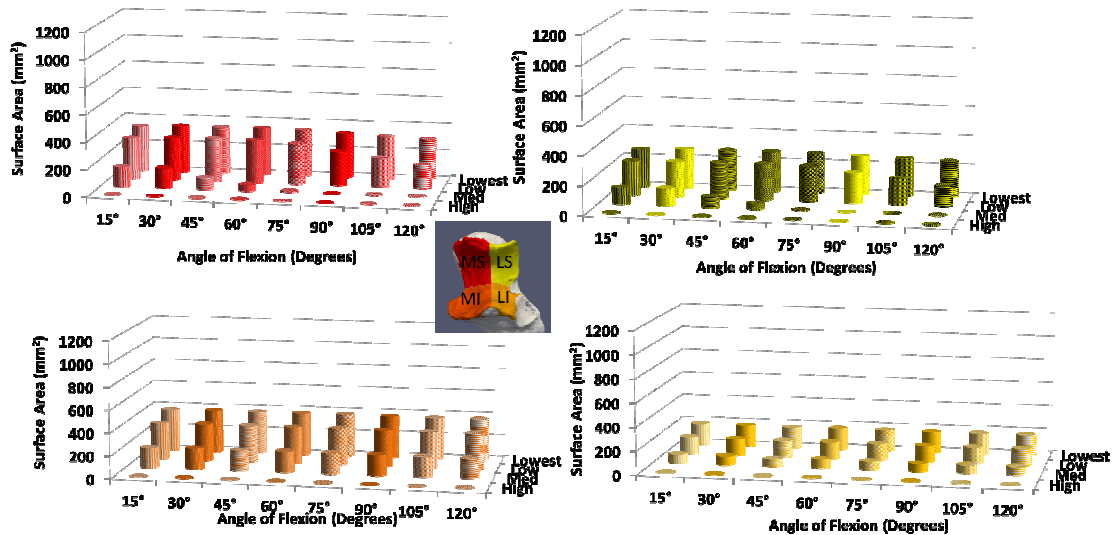 1200
1000
800
600
400
200
0
Surface Area (mm²)
15° 30° 45° 60° 75° 90° 105° 120°
Lowest
Low
Med
High
Angle of Flexion (Degrees)
1200
1000
800
600
400
200
0
Surface Area (mm²)
15° 30° 45° 60° 75° 90° 105° 120°
Lowest
Low
Med
High
Angle of Flexion (Degrees)
MS LS
MI LI
1200
1000
800
600
400
200
0
Surface Area (mm²)
15° 30° 45° 60° 75° 90° 105° 120°
Lowest
Low
Med
High
Angle of Flexion (Degrees)
1200
1000
800
600
400
200
0
Surface Area (mm²)
15° 30° 45° 60° 75° 90° 105° 120°
Lowest
Low
Med
High
Angle of Flexion (Degrees)